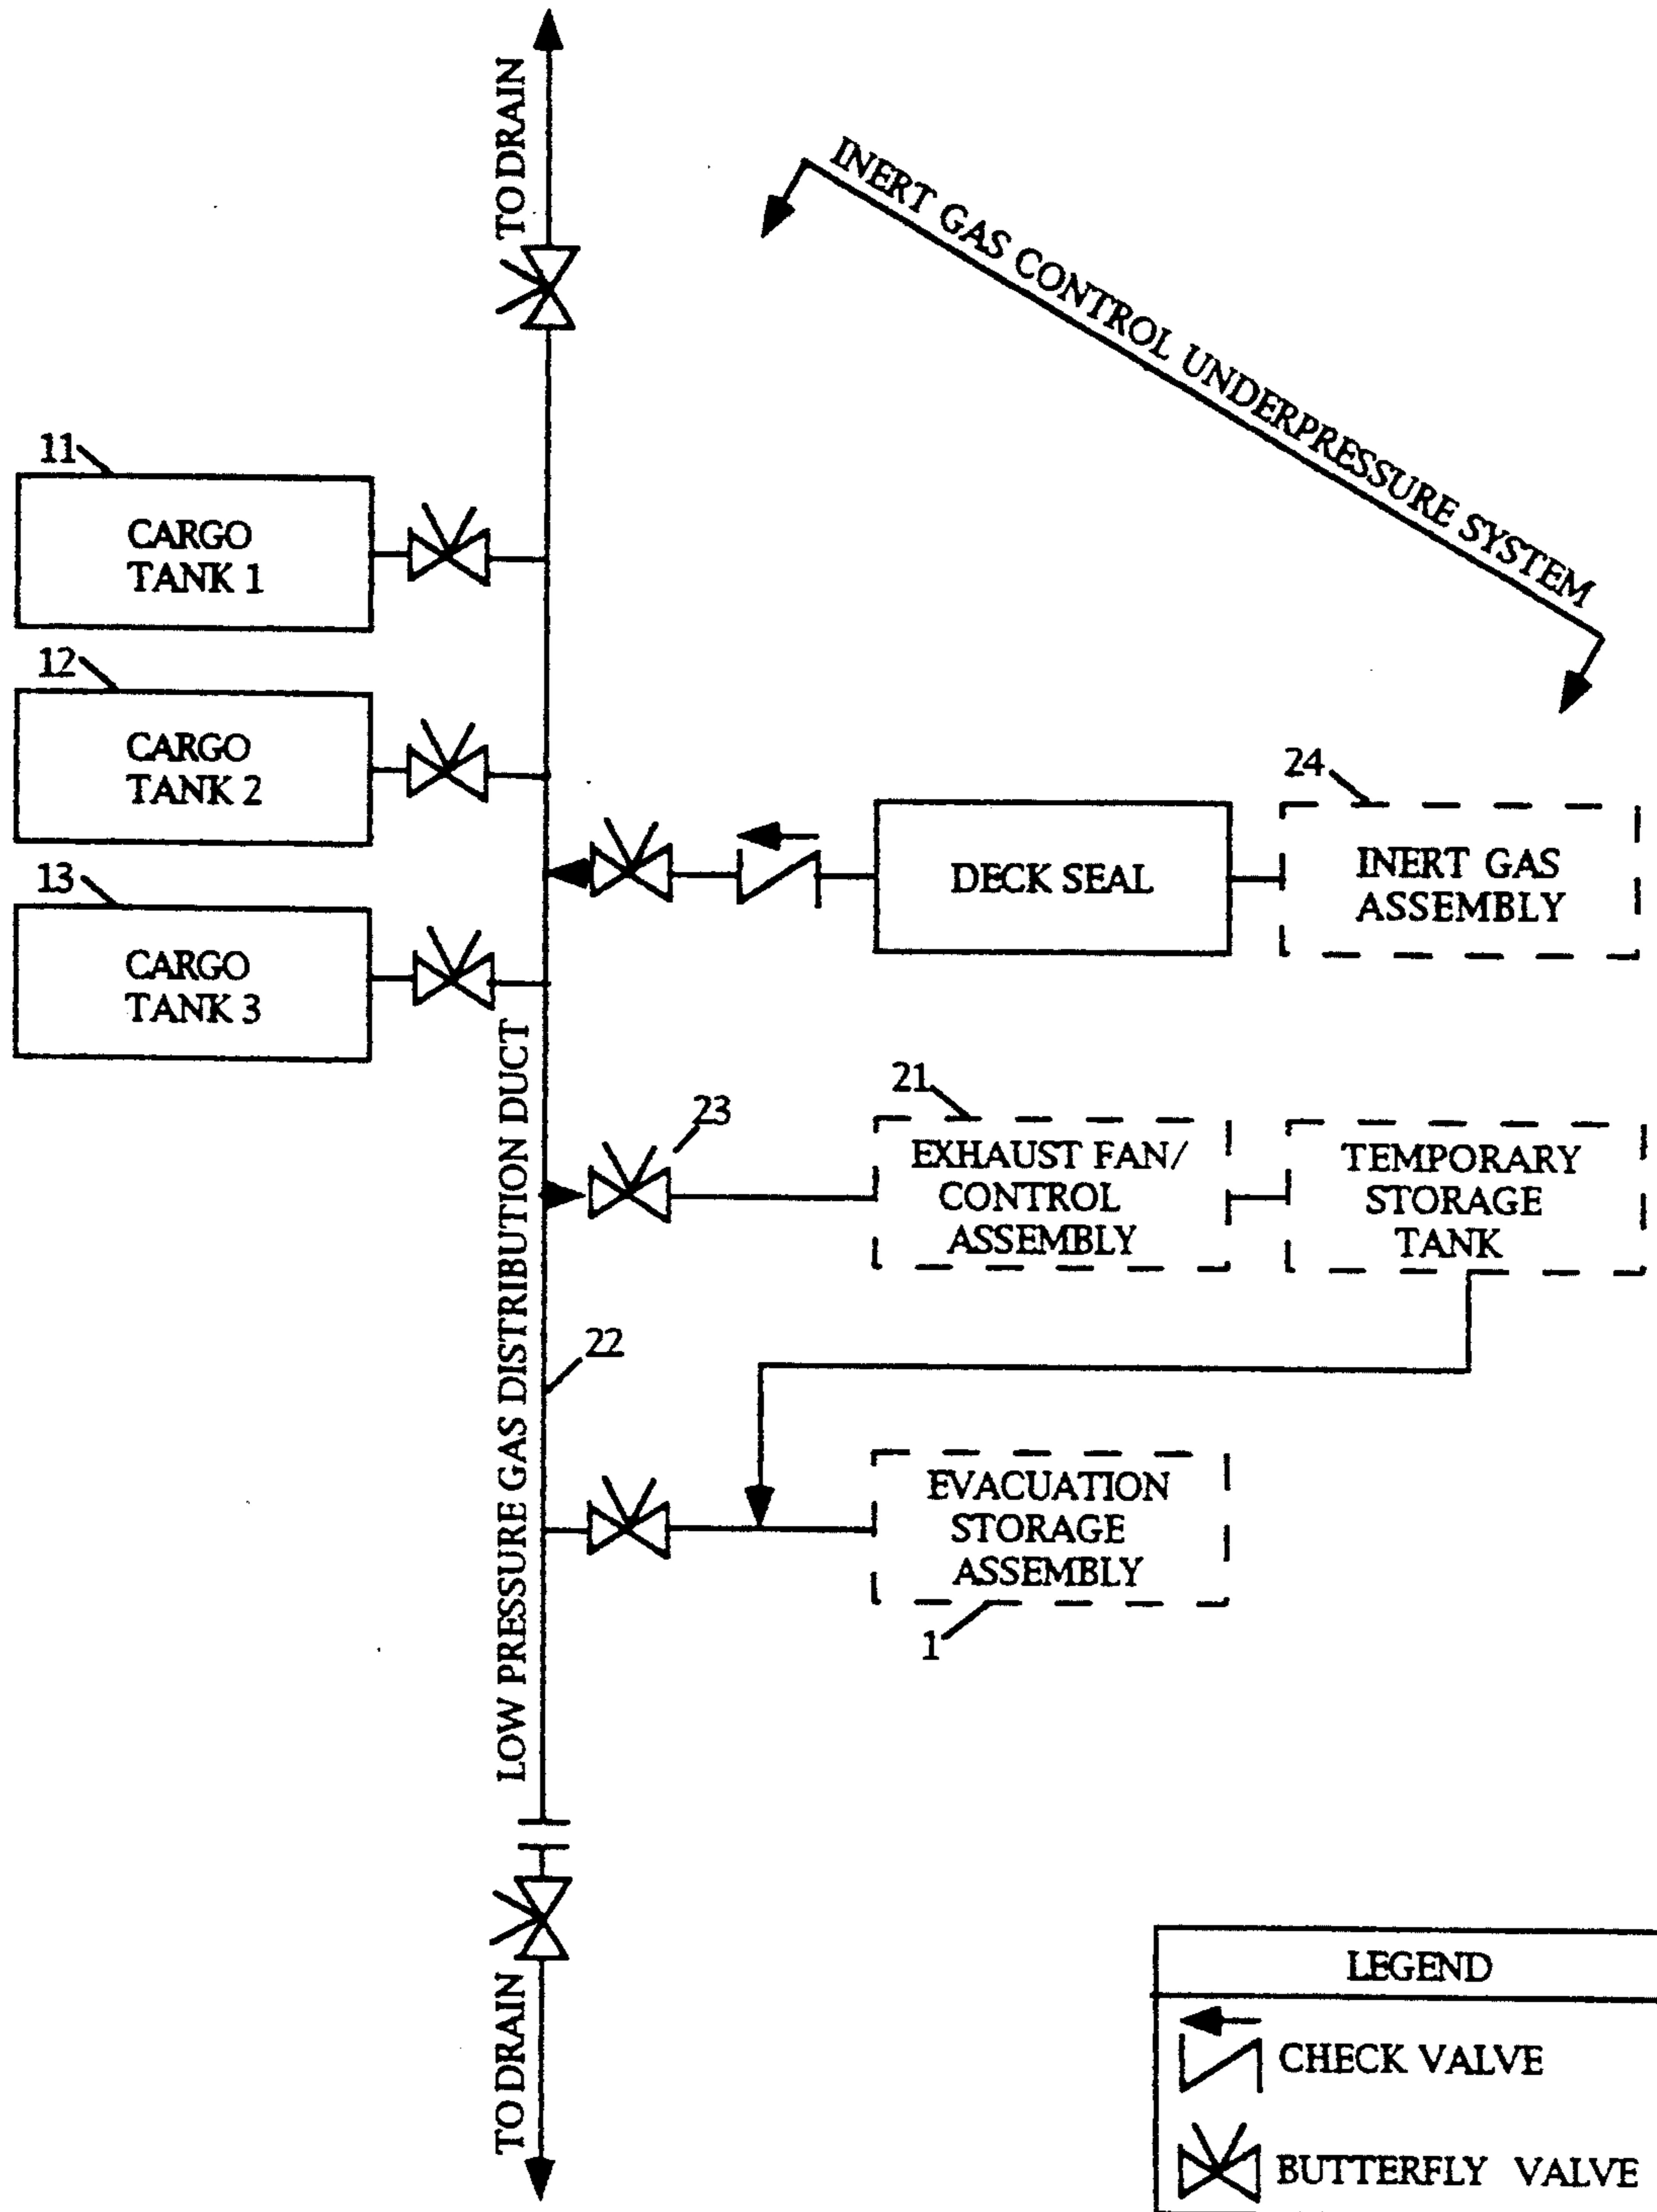 TO DRAIN
INERT GAS CONTROL UNDERPRESSURE SYSTEM
11
CARGO
TANK 1
12
CARGO
TANK 2
24
DECK SEAL
INERT GAS
ASSEMBLY
13
CARGO
TANK 3
LOW PRESSURE GAS DISTRIBUTION DUCT
23
21
EXHAUST FAN/
CONTROL
ASSEMBLY
TEMPORARY
STORAGE
TANK
22
EVACUATION
STORAGE
ASSEMBLY
1
TO DRAIN
LEGEND
CHECK VALVE
BUTTERFLY VALVE